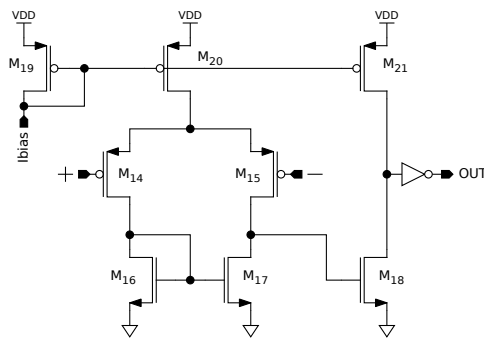 VDD VDD VDD
M19 M20 M21
Ibias
+ M14 M15 −
OUT
M16 M17 M18